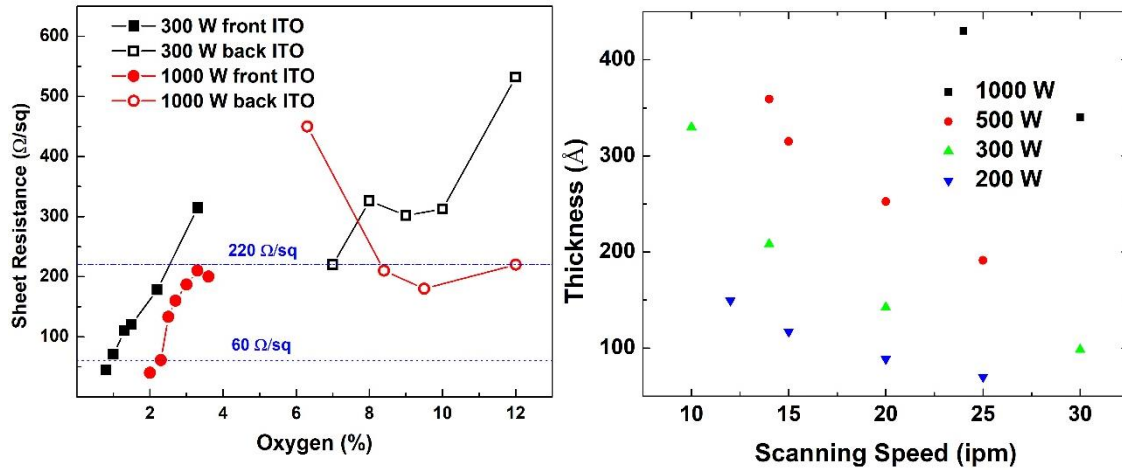 600
500
400
300
200
100
Sheet Resistance (Ω/sq)
300 W front ITO
300 W back ITO
1000 W front ITO
1000 W back ITO
220 Ω/sq
60 Ω/sq
2
4
6
8
10
12
Oxygen (%)
400
300
200
100
Thickness (Å)
1000 W
500 W
300 W
200 W
10
15
20
25
30
Scanning Speed (ipm)